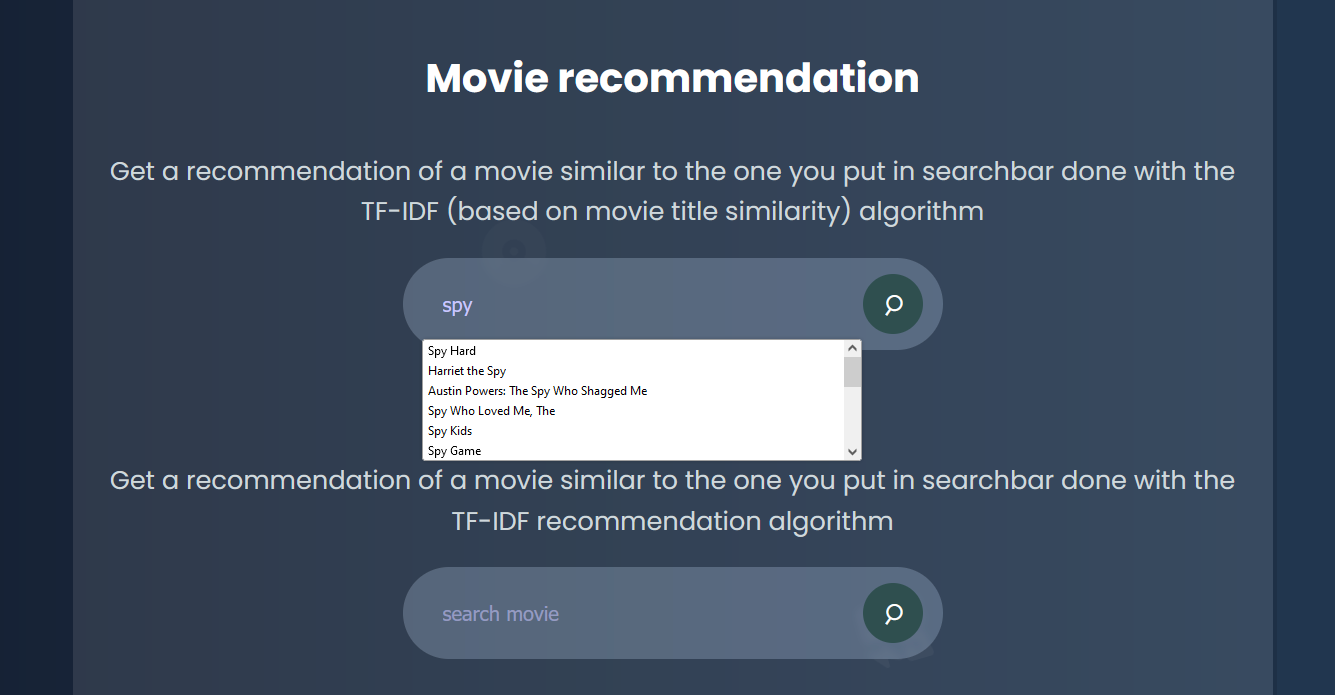 Movie recommendation
Get a recommendation of a movie similar to the one you put in searchbar done with the
TF-IDF (based on movie title similarity) algorithm
spy
Spy Hard
Harriet the Spy
Austin Powers: The Spy Who Shagged Me
Spy Who Loved Me, The
Spy Kids
Spy Game
Get a recommendation of a movie similar to the one you put in searchbar done with the
TF-IDF recommendation algorithm
search movie